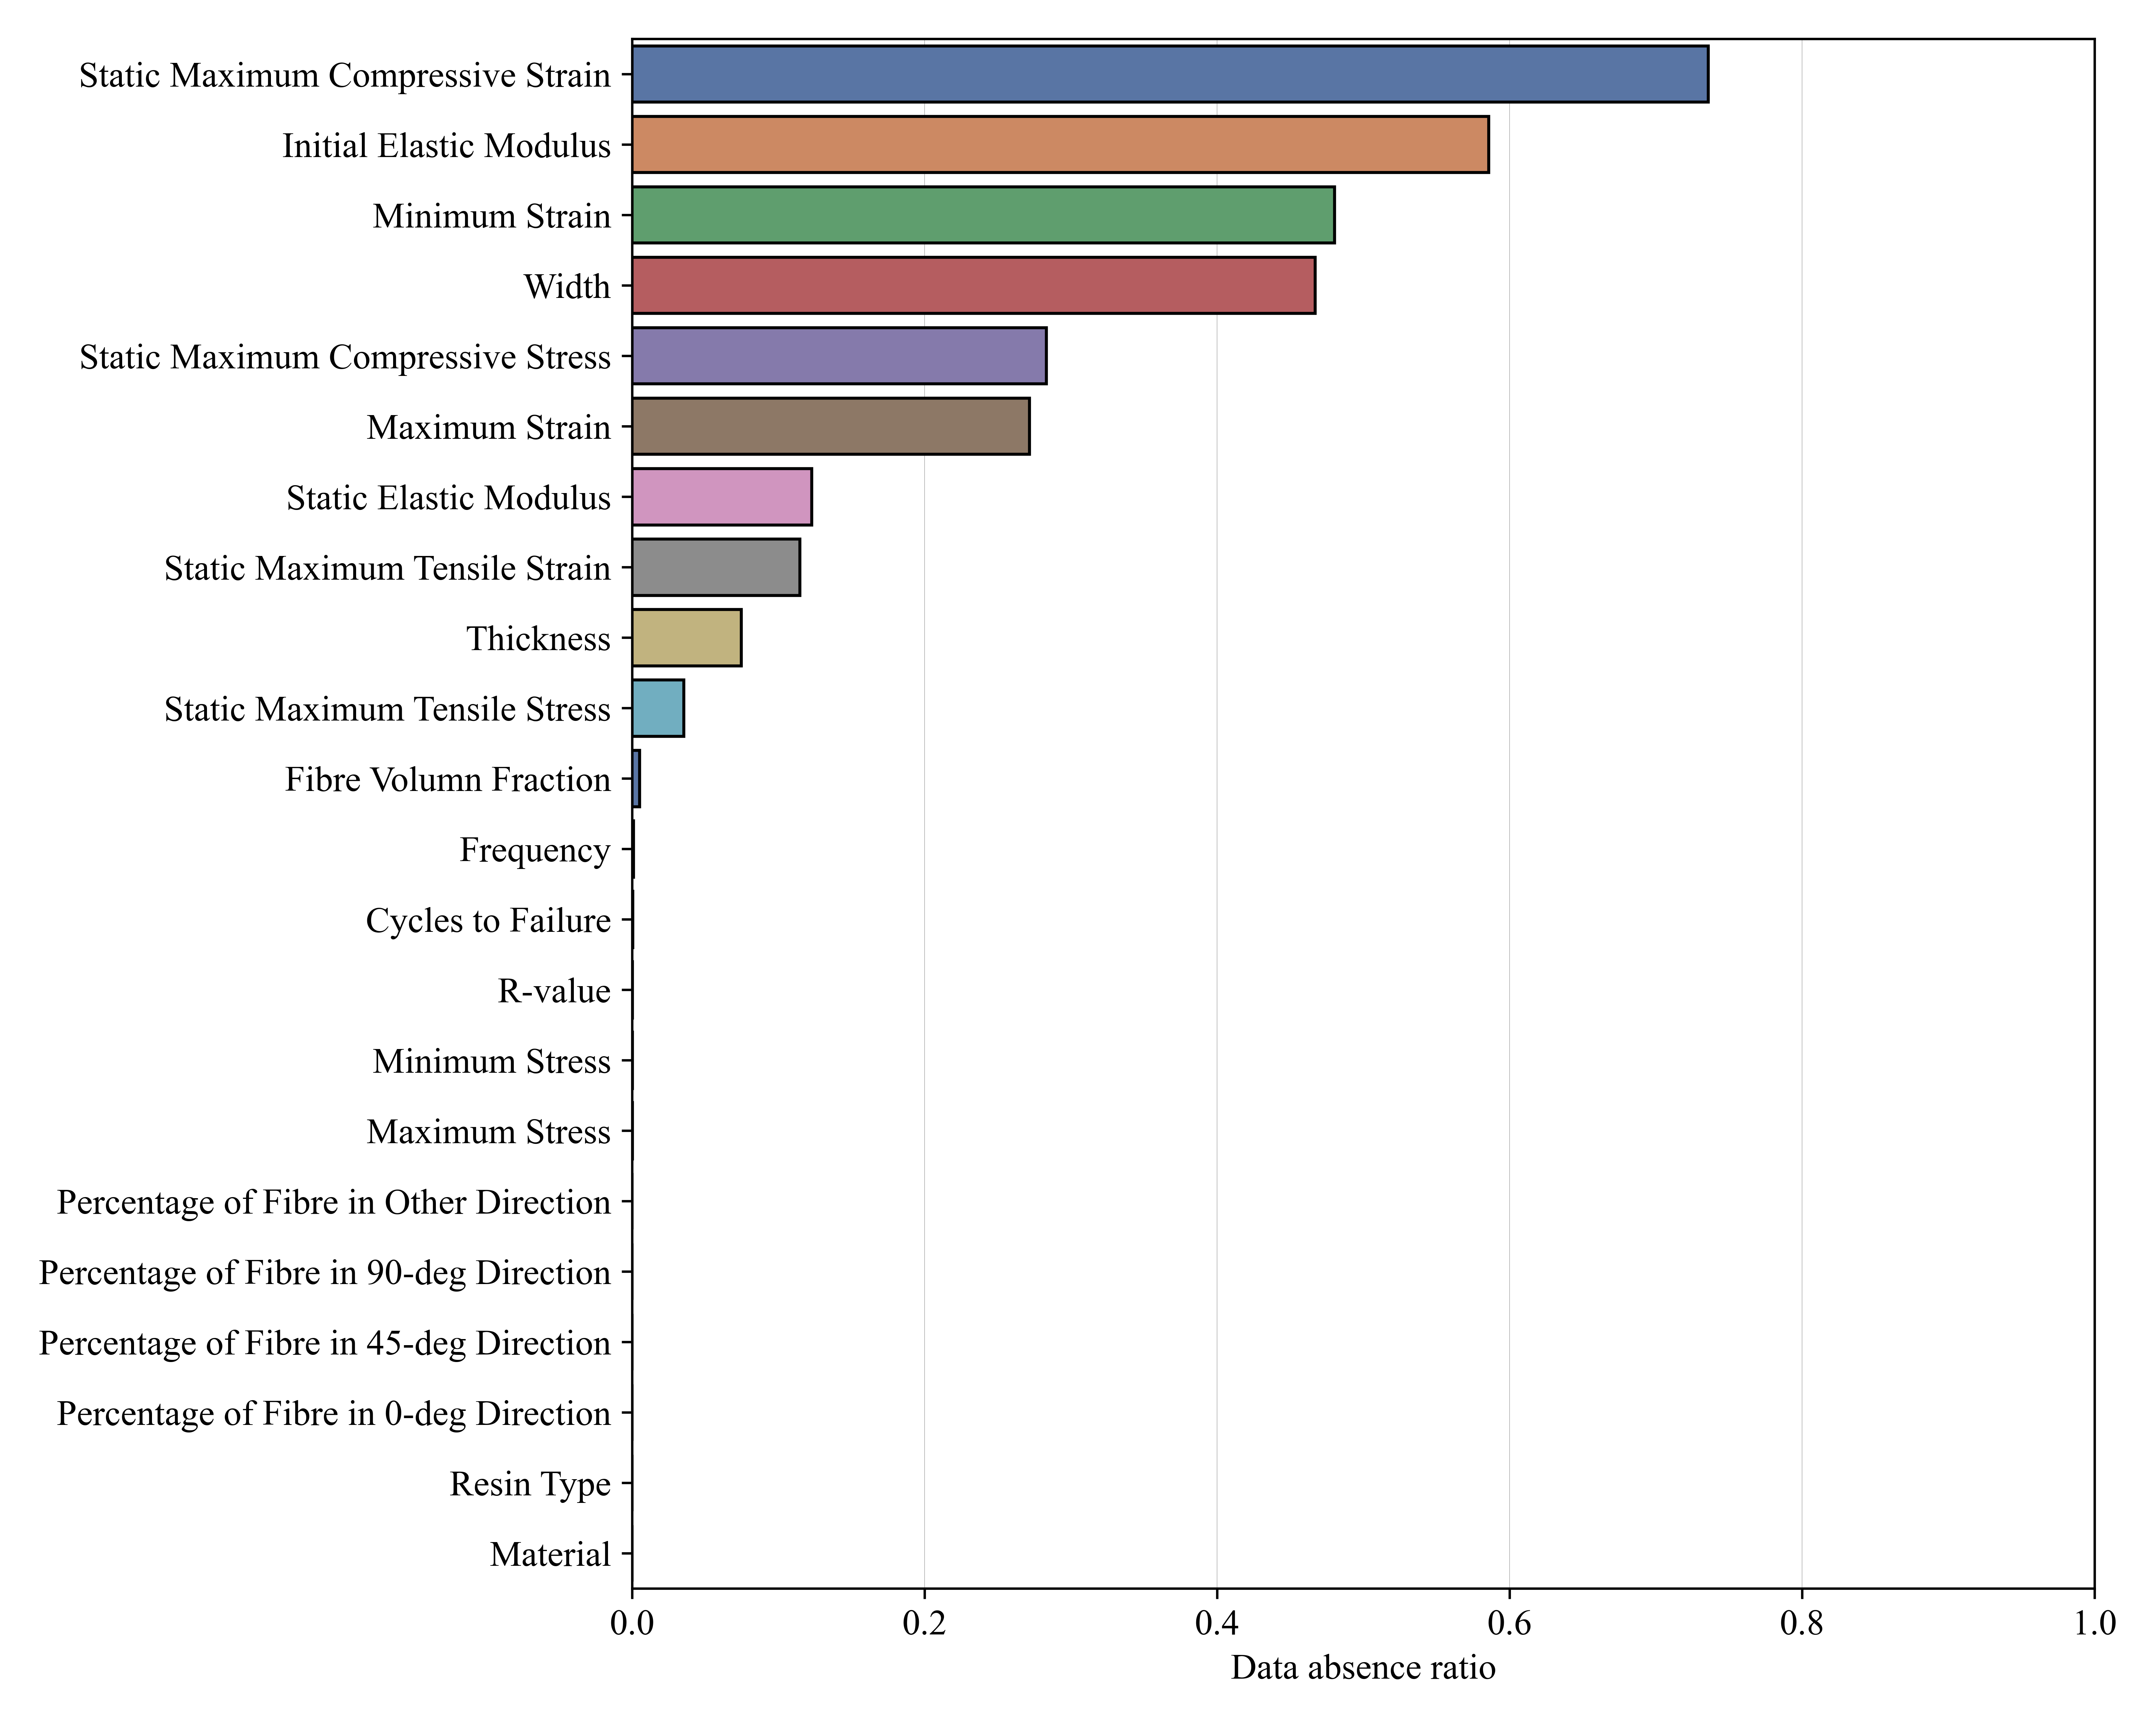 Static Maximum Compressive Strain
Initial Elastic Modulus
Minimum Strain
Width
Static Maximum Compressive Stress
Maximum Strain
Static Elastic Modulus
Static Maximum Tensile Strain
Thickness
Static Maximum Tensile Stress
Fibre Volumn Fraction
Frequency
Cycles to Failure
R-value
Minimum Stress
Maximum Stress
Percentage of Fibre in Other Direction
Percentage of Fibre in 90-deg Direction
Percentage of Fibre in 45-deg Direction
Percentage of Fibre in 0-deg Direction
Resin Type
Material
0.0 0.2 0.4 0.6 0.8 1.0
Data absence ratio